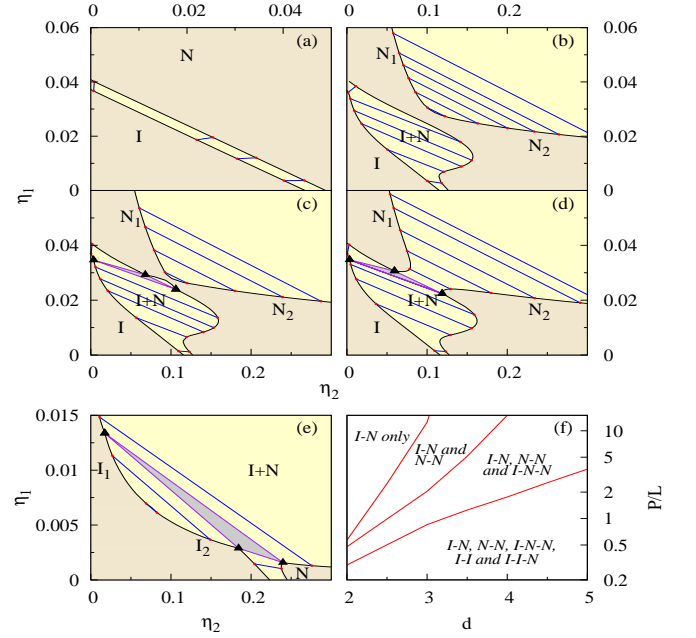 0 0.02 0.04 0 0.1 0.2
0.06 (a) 0.06 (b)
N N₁
0.04 0.04
η₁
0.02 I 0.02 I+N
I N₂
0 0
(c) (d)
N₁ N₁
0.04 0.04
0.02 I+N 0.02 I+N
I N₂ I N₂
0 0
0 0.1 0.2 0 0.1 0.2
η₂
0.015 (e) (f)
I-N only
10
I₁ I+N I-N and
N-N
5
I-N, N-N
and I-N-N
0.01
η₁
2
P/L
1
0.005 I₂
0.5
I-N, N-N, I-N-N,
I-I and I-I-N
N
0 0.2
0 0.1 0.2 2 3 4 5
η₂ d